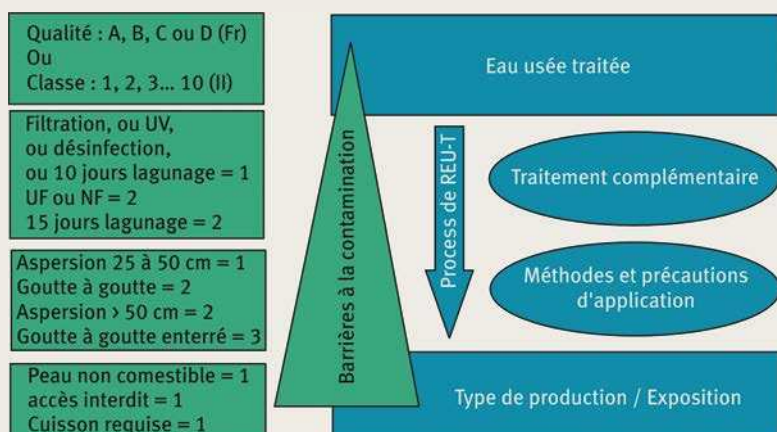 Qualité : A, B, C ou D (Fr)
Ou
Classe : 1, 2, 3... 10 (II)
Filtration, ou UV,
ou désinfection,
ou 10 jours lagunage = 1
UF ou NF = 2
15 jours lagunage = 2
Aspersion 25 à 50 cm = 1
Goutte à goutte = 2
Aspersion > 50 cm = 2
Goutte à goutte enterré = 3
Peau non comestible = 1
accès interdit = 1
Cuisson requise = 1
Barrières à la contamination
Eau usée traitée
Process de REU-T
Traitement complémentaire
Méthodes et précautions
d'application
Type de production / Exposition